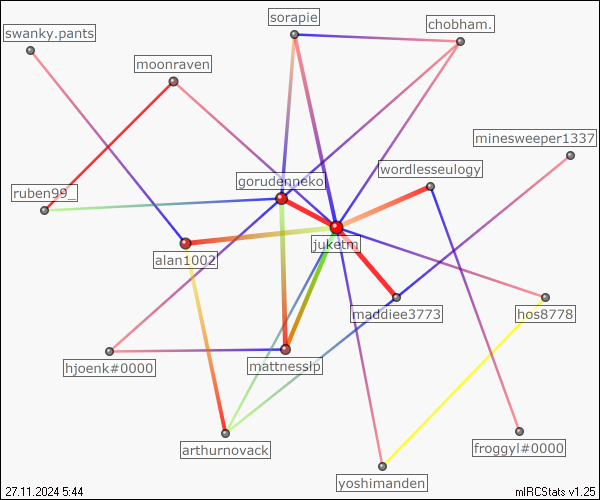 sorapie
chobham.
swanky.pants
moonraven
minesweeper1337
wordlesseulogy
gorudenneko
ruben99_
juketm
alan1002
maddiee3773
hos8778
hjoenk#0000
mattnesslp
arthurnovack
froggyl#0000
yoshimanden
27.11.2024 5:44
mIRCStats v1.25